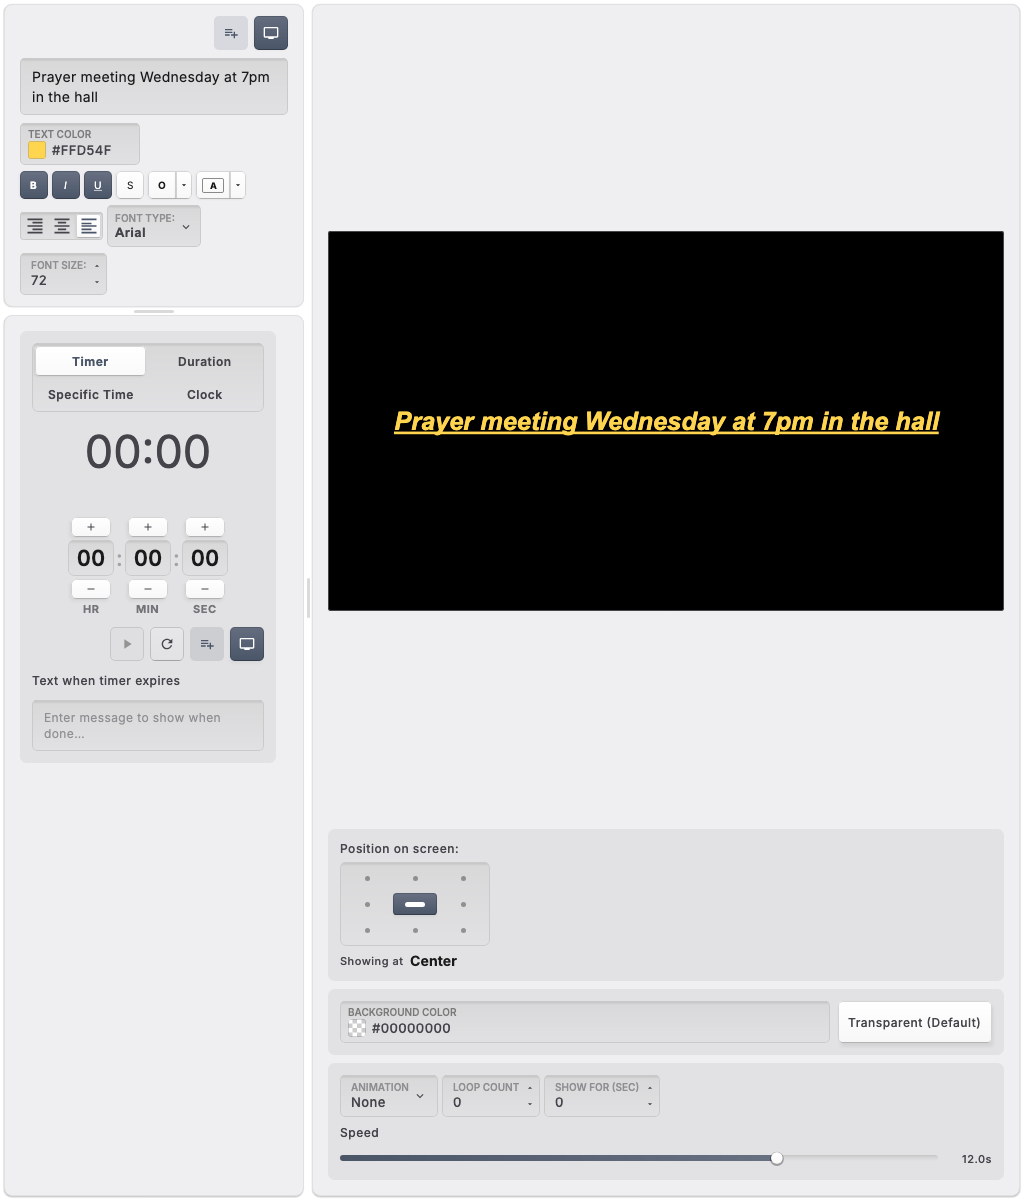 Prayer meeting Wednesday at 7pm
in the hall
TEXT COLOR
#FFD54F
B I U S O A
FONT TYPE:
Arial
FONT SIZE:
72
Timer Duration
Specific Time Clock
00:00
+ + +
00 : 00 : 00
− − −
HR MIN SEC
Text when timer expires
Enter message to show when
done...
Prayer meeting Wednesday at 7pm in the hall
Position on screen:
Showing at Center
BACKGROUND COLOR
#00000000
Transparent (Default)
ANIMATION
None
LOOP COUNT
0
SHOW FOR (SEC)
0
Speed
12.0s